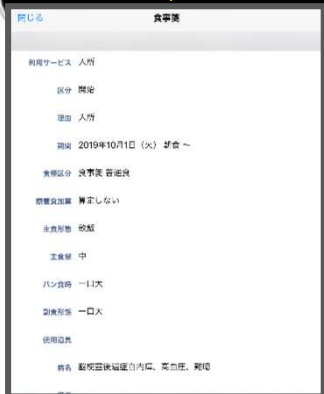 閉じる 食事箋
利用サービス 入所
区分 開始
理由 入所
期間 2019年10月1日（火） 朝食 ～
食種区分 食事箋 普通食
療養食加算 算定しない
主食形態 軟飯
主食量 中
パン食時 一口大
副食形態 一口大
使用道具
病名 脳梗塞後遺症白内障、高血圧、難聴